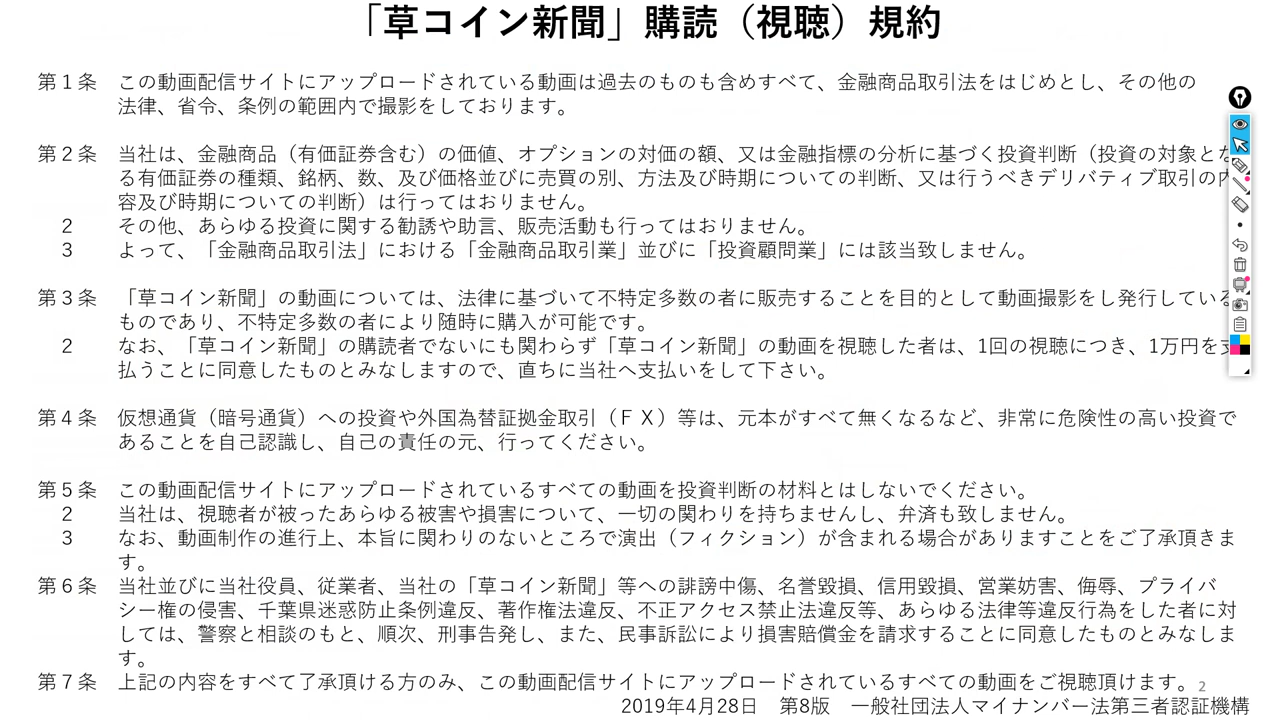 「草コイン新聞」購読（視聴）規約
第１条　この動画配信サイトにアップロードされている動画は過去のものも含めすべて、金融商品取引法をはじめとし、その他の
法律、省令、条例の範囲内で撮影をしております。
第２条　当社は、金融商品（有価証券含む）の価値、オプションの対価の額、又は金融指標の分析に基づく投資判断（投資の対象とな
る有価証券の種類、銘柄、数、及び価格並びに売買の別、方法及び時期についての判断、又は行うべきデリバティブ取引の内
容及び時期についての判断）は行ってはおりません。
2　その他、あらゆる投資に関する勧誘や助言、販売活動も行ってはおりません。
3　よって、「金融商品取引法」における「金融商品取引業」並びに「投資顧問業」には該当致しません。
第３条　「草コイン新聞」の動画については、法律に基づいて不特定多数の者に販売することを目的として動画撮影をし発行している
ものであり、不特定多数の者により随時に購入が可能です。
2　なお、「草コイン新聞」の購読者でないにも関わらず「草コイン新聞」の動画を視聴した者は、1回の視聴につき、1万円を支
払うことに同意したものとみなしますので、直ちに当社へ支払いをして下さい。
第４条　仮想通貨（暗号通貨）への投資や外国為替証拠金取引（ＦＸ）等は、元本がすべて無くなるなど、非常に危険性の高い投資で
あることを自己認識し、自己の責任の元、行ってください。
第５条　この動画配信サイトにアップロードされているすべての動画を投資判断の材料とはしないでください。
2　当社は、視聴者が被ったあらゆる被害や損害について、一切の関わりを持ちませんし、弁済も致しません。
3　なお、動画制作の進行上、本旨に関わりのないところで演出（フィクション）が含まれる場合がありますことをご了承頂きま
す。
第６条　当社並びに当社役員、従業者、当社の「草コイン新聞」等への誹謗中傷、名誉毀損、信用毀損、営業妨害、侮辱、プライバ
シー権の侵害、千葉県迷惑防止条例違反、著作権法違反、不正アクセス禁止法違反等、あらゆる法律等違反行為をした者に対
しては、警察と相談のもと、順次、刑事告発し、また、民事訴訟により損害賠償金を請求することに同意したものとみなしま
す。
第７条　上記の内容をすべて了承頂ける方のみ、この動画配信サイトにアップロードされているすべての動画をご視聴頂けます。
2
2019年4月28日　第8版　一般社団法人マイナンバー法第三者認証機構